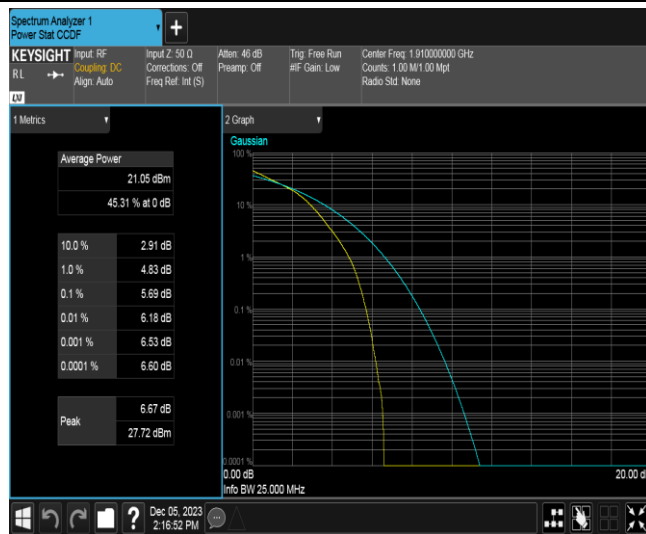 Spectrum Analyzer 1
Power Stat CCDF
+
KEYSIGHT
RL
LXI
Input: RF
Coupling: DC
Align: Auto
Input Z: 50 Ω
Corrections: Off
Freq Ref: Int (S)
Atten: 46 dB
Preamp: Off
Trig: Free Run
#IF Gain: Low
Center Freq: 1.910000000 GHz
Counts: 1.00 M/1.00 Mpt
Radio Std: None
1 Metrics
Average Power
21.05 dBm
45.31 % at 0 dB
10.0 % 2.91 dB
1.0 % 4.83 dB
0.1 % 5.69 dB
0.01 % 6.18 dB
0.001 % 6.53 dB
0.0001 % 6.60 dB
Peak 6.67 dB
27.72 dBm
2 Graph
Gaussian
100 %
10 %
1 %
0.1 %
0.01 %
0.001 %
0.0001 %
0.00 dB 20.00 d
Info BW 25.000 MHz
? Dec 05, 2023
2:16:52 PM